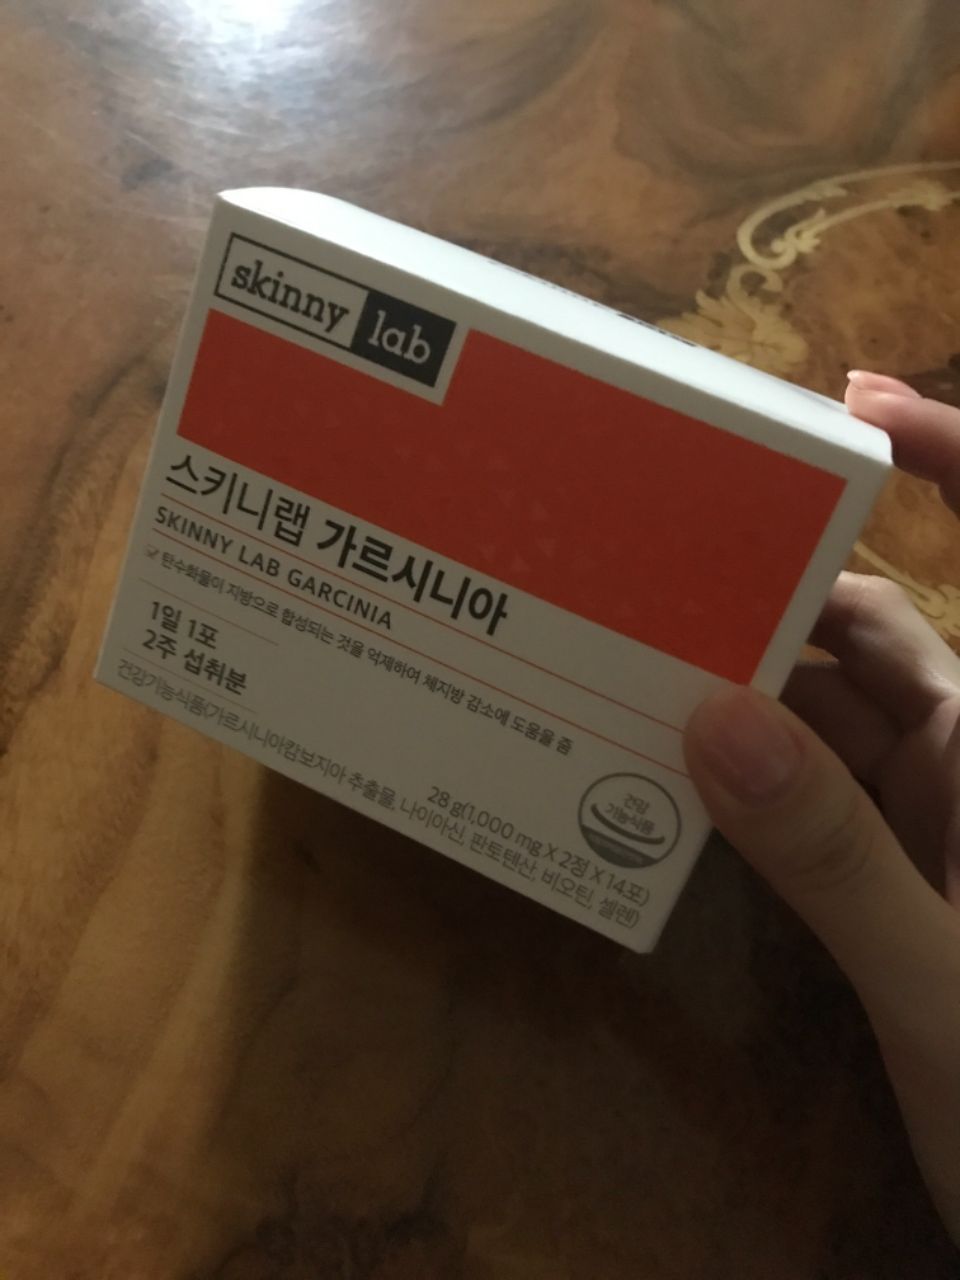 skinny lab
스키니랩 가르시니아
SKINNY LAB GARCINIA
탄수화물이 지방으로 합성되는 것을 억제하여 체지방 감소에 도움을 줌
1일 1포
2주 섭취분
28 g(1,000 mg X 2정 X 14포)
건강기능식품(가르시니아캄보지아 추출물, 나이아신, 판토텐산, 비오틴, 셀렌)
건강
기능식품